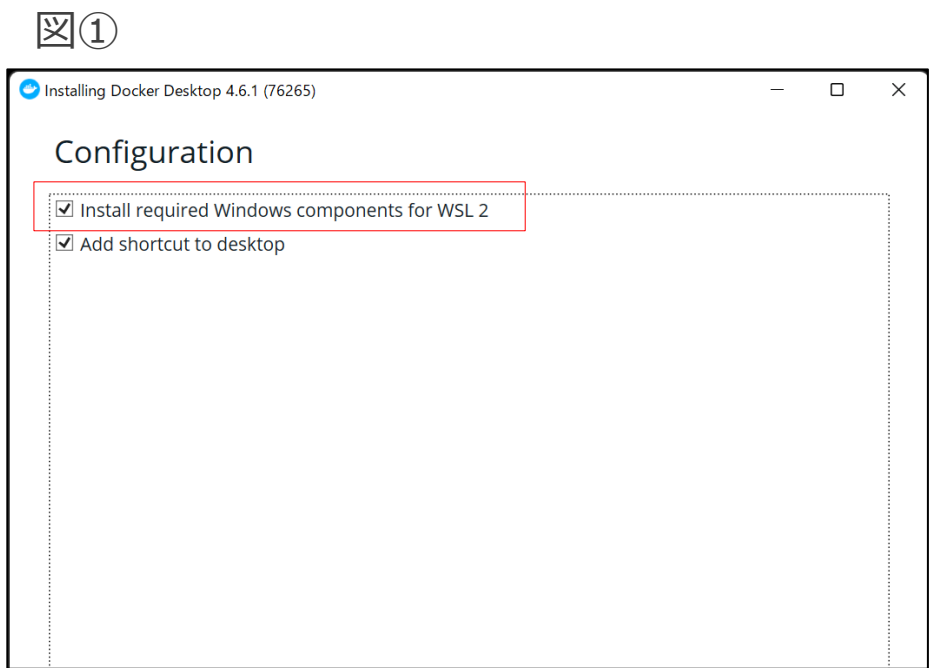 図①
Installing Docker Desktop 4.6.1 (76265)
Configuration
Install required Windows components for WSL 2
Add shortcut to desktop